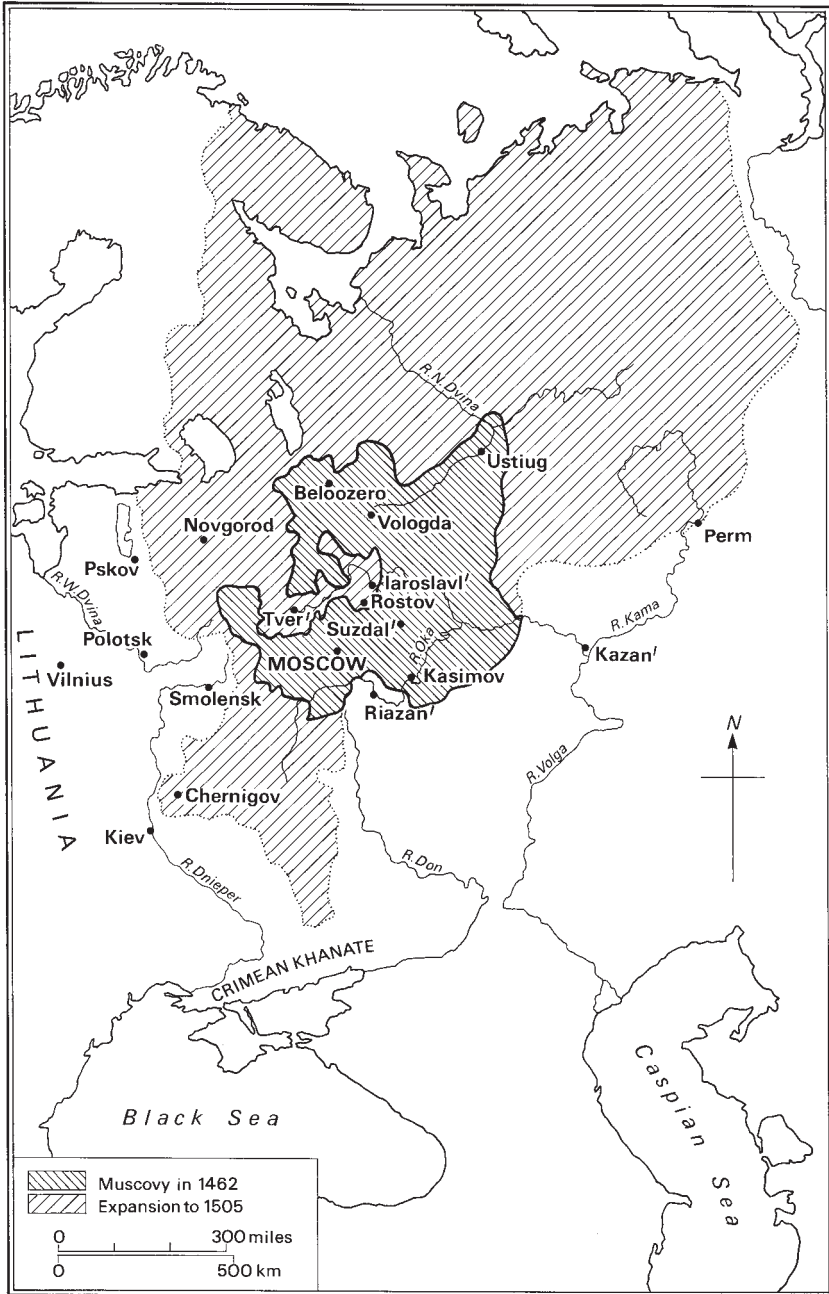 R. N. Dvina
Ustiug
Beloozero
Vologda
Novgorod
Perm
Pskov
Iaroslavl'
R. W. Dvina
Rostov
Tver'
Suzdal'
R. Kama
Polotsk
R. Oka
MOSCOW
Kazan'
LITHUANIA
Vilnius
Kasimov
Smolensk
Riazan'
N
R. Volga
Chernigov
Kiev
R. Don
R. Dnieper
CRIMEAN KHANATE
Black Sea
Caspian Sea
Muscovy in 1462
Expansion to 1505
0 300 miles
0 500 km